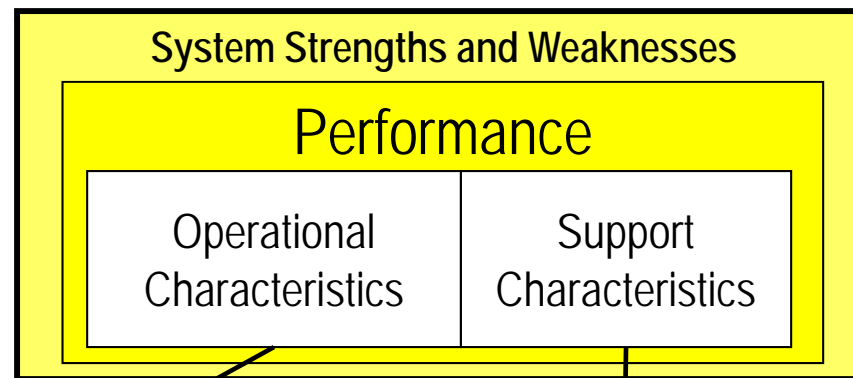 System Strengths and Weaknesses
Performance
Operational
Characteristics
Support
Characteristics